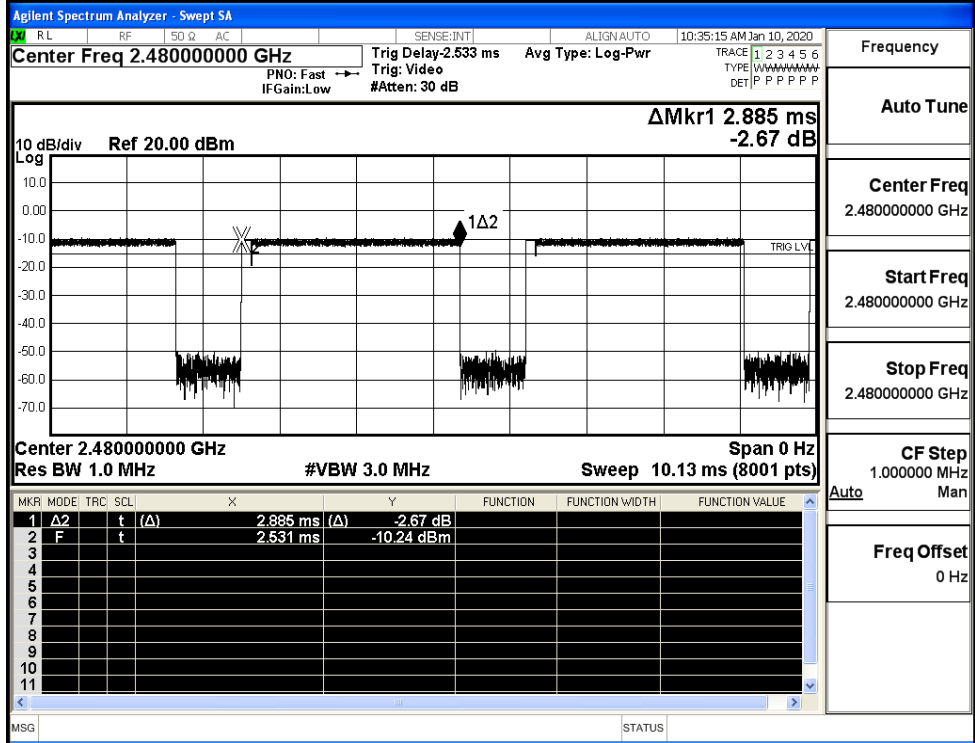 Agilent Spectrum Analyzer - Swept SA
LXI RL RF 50 Ω AC SENSE:INT ALIGN AUTO 10:35:15 AM Jan 10, 2020
Center Freq 2.480000000 GHz
PNO: Fast
IFGain:Low
Trig Delay-2.533 ms
Trig: Video
#Atten: 30 dB
Avg Type: Log-Pwr
TRACE 1 2 3 4 5 6
TYPE WWWWWW
DET P P P P P P
ΔMkr1 2.885 ms
-2.67 dB
10 dB/div Ref 20.00 dBm
Log
10.0
0.00
-10.0
-20.0
-30.0
-40.0
-50.0
-60.0
-70.0
1Δ2
2
TRIG LVL
Center 2.480000000 GHz Span 0 Hz
Res BW 1.0 MHz #VBW 3.0 MHz Sweep 10.13 ms (8001 pts)
MKR MODE TRC SCL X Y FUNCTION FUNCTION WIDTH FUNCTION VALUE
1 Δ2 t (Δ) 2.885 ms (Δ) -2.67 dB
2 F t 2.531 ms -10.24 dBm
3
4
5
6
7
8
9
10
11
MSG STATUS
Frequency
Auto Tune
Center Freq
2.480000000 GHz
Start Freq
2.480000000 GHz
Stop Freq
2.480000000 GHz
CF Step
1.000000 MHz
Auto Man
Freq Offset
0 Hz